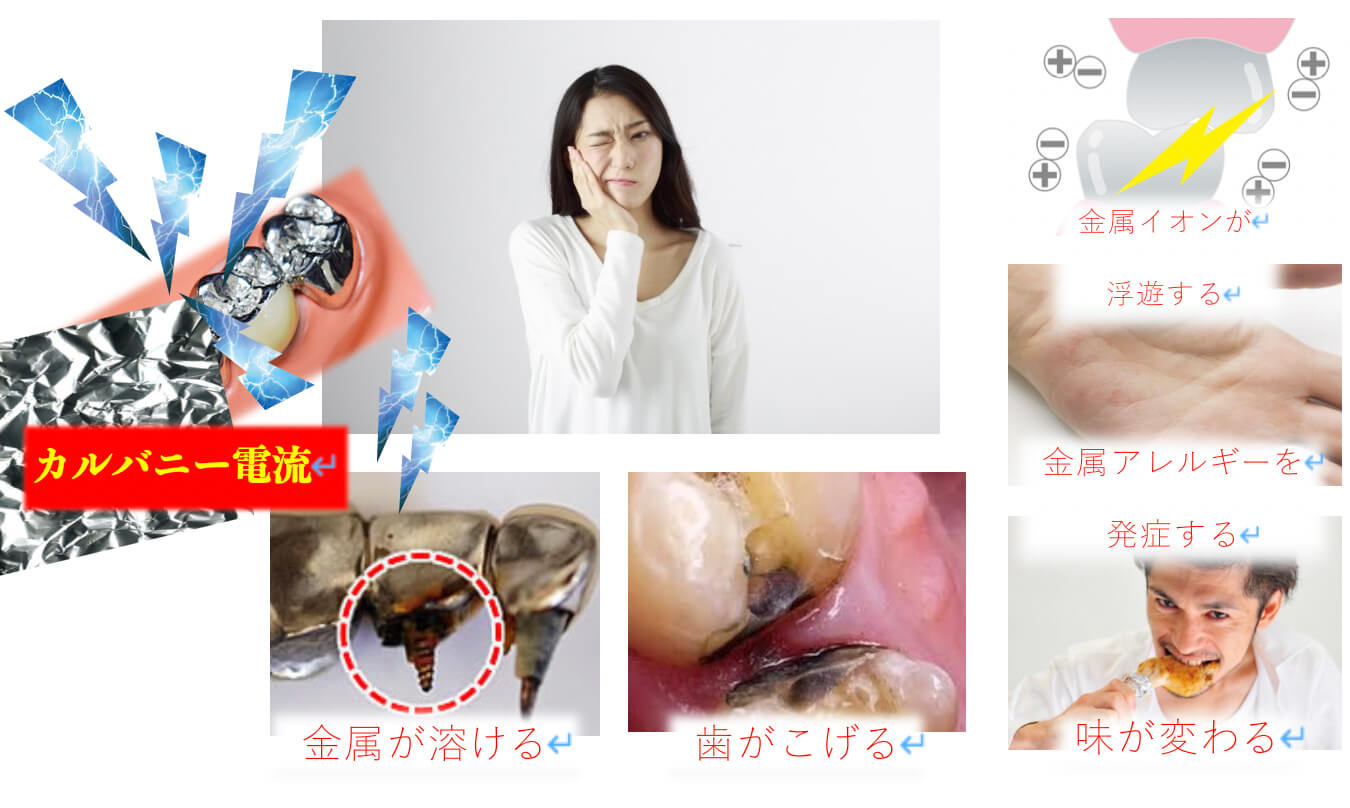 カルバニー電流
金属が溶ける
歯がこげる
金属イオンが
浮遊する
金属アレルギーを
発症する
味が変わる